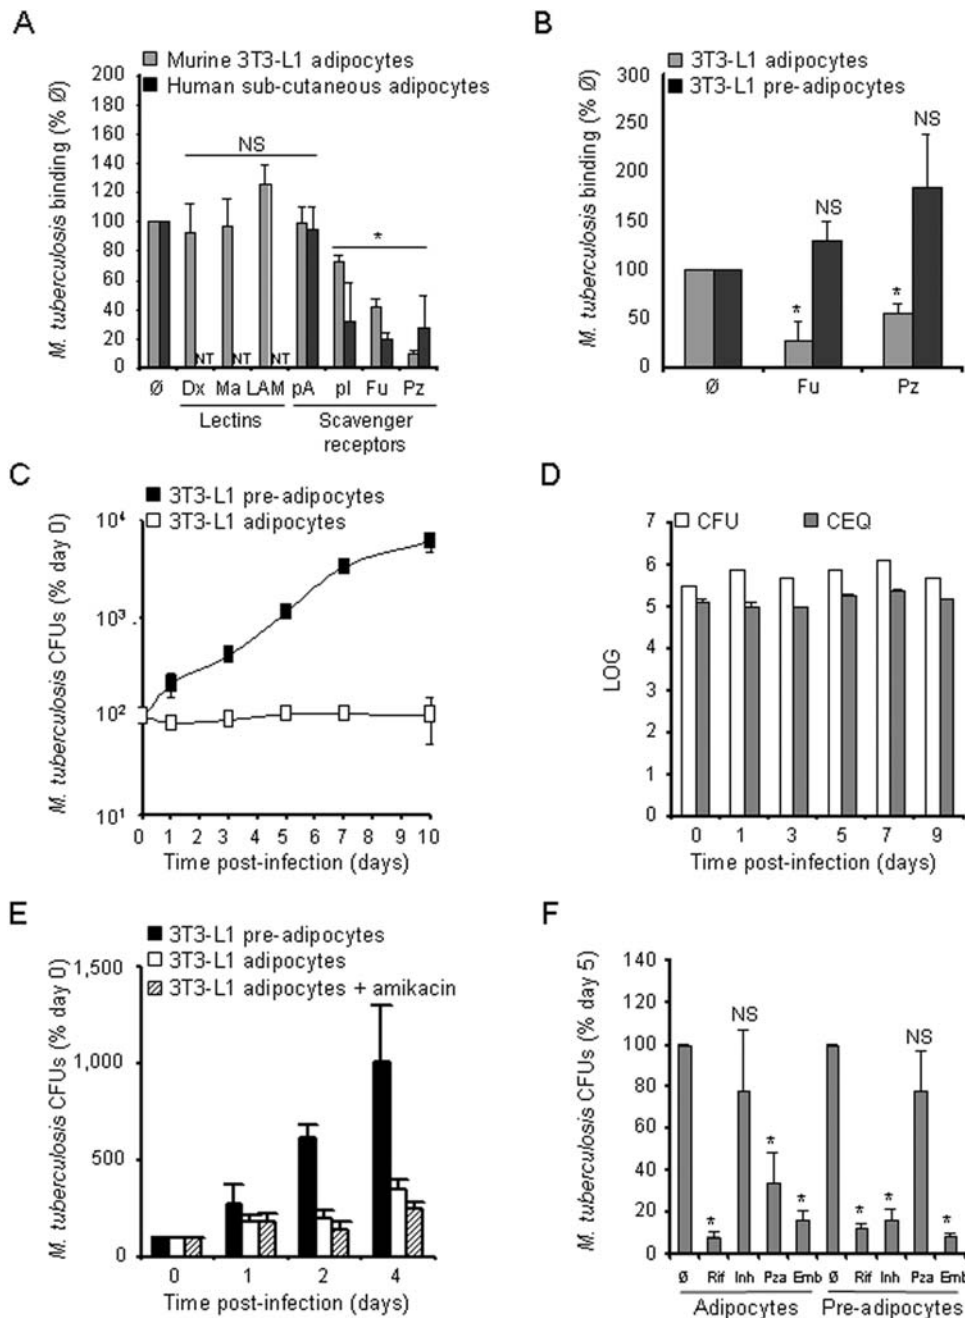 A
Murine 3T3-L1 adipocytes
Human sub-cutaneous adipocytes
M. tuberculosis binding (% Ø)
200
180
160
140
120
100
80
60
40
20
0
NS
*
NT NT NT
Ø Dx Ma LAM pA pI Fu Pz
Lectins Scavenger
receptors
B
3T3-L1 adipocytes
3T3-L1 pre-adipocytes
M. tuberculosis binding (% Ø)
300
250
200
150
100
50
0
* NS * NS
Ø Fu Pz
C
3T3-L1 pre-adipocytes
3T3-L1 adipocytes
M. tuberculosis CFUs (% day 0)
10⁴
10³
10²
10¹
0 1 2 3 4 5 6 7 8 9 10
Time post-infection (days)
D
CFU CEQ
LOG
7
6
5
4
3
2
1
0
0 1 3 5 7 9
Time post-infection (days)
E
3T3-L1 pre-adipocytes
3T3-L1 adipocytes
3T3-L1 adipocytes + amikacin
M. tuberculosis CFUs (% day 0)
1,500
1,000
500
0
0 1 2 4
Time post-infection (days)
F
M. tuberculosis CFUs (% day 5)
140
120
100
80
60
40
20
0
* NS * * * * NS *
Ø Rif Inh Pza Emb Ø Rif Inh Pza Emb
Adipocytes Pre-adipocytes